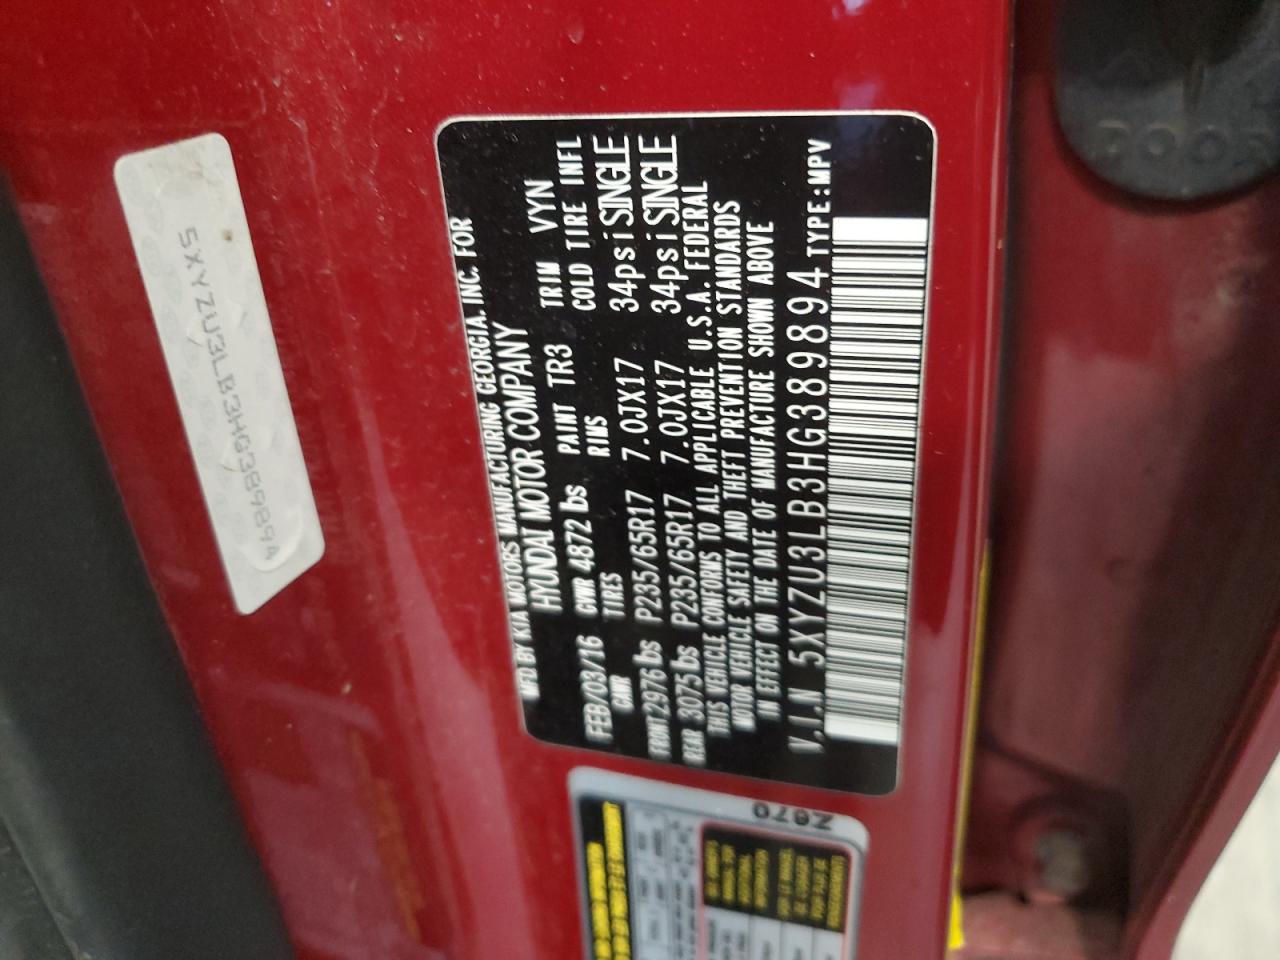 MFD BY KIA MOTORS MANUFACTURING GEORGIA, INC. FOR
HYUNDAI MOTOR COMPANY
FEB/03/16 GVWR 4872 lbs PAINT TR3 TRIM VYN
GAWR TIRES RIMS COLD TIRE INFL
FRONT 2976 lbs P235/65R17 7.0JX17 34psi SINGLE
REAR 3075 lbs P235/65R17 7.0JX17 34psi SINGLE
THIS VEHICLE CONFORMS TO ALL APPLICABLE U.S.A. FEDERAL
MOTOR VEHICLE SAFETY AND THEFT PREVENTION STANDARDS
IN EFFECT ON THE DATE OF MANUFACTURE SHOWN ABOVE
V.I.N 5XYZU3LB3HG389894 TYPE:MPV
5XYZU3LB3HG389894
Z670